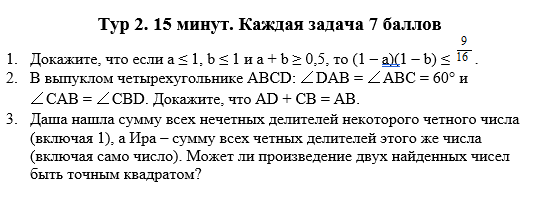 Тур 2. 15 минут. Каждая задача 7 баллов
1. Докажите, что если a ≤ 1, b ≤ 1 и a + b ≥ 0,5, то (1 – a)(1 – b) ≤ 9/16 .
2. В выпуклом четырехугольнике ABCD: ∠DAB = ∠ABC = 60° и
∠CAB = ∠CBD. Докажите, что AD + CB = AB.
3. Даша нашла сумму всех нечетных делителей некоторого четного числа
(включая 1), а Ира – сумму всех четных делителей этого же числа
(включая само число). Может ли произведение двух найденных чисел
быть точным квадратом?